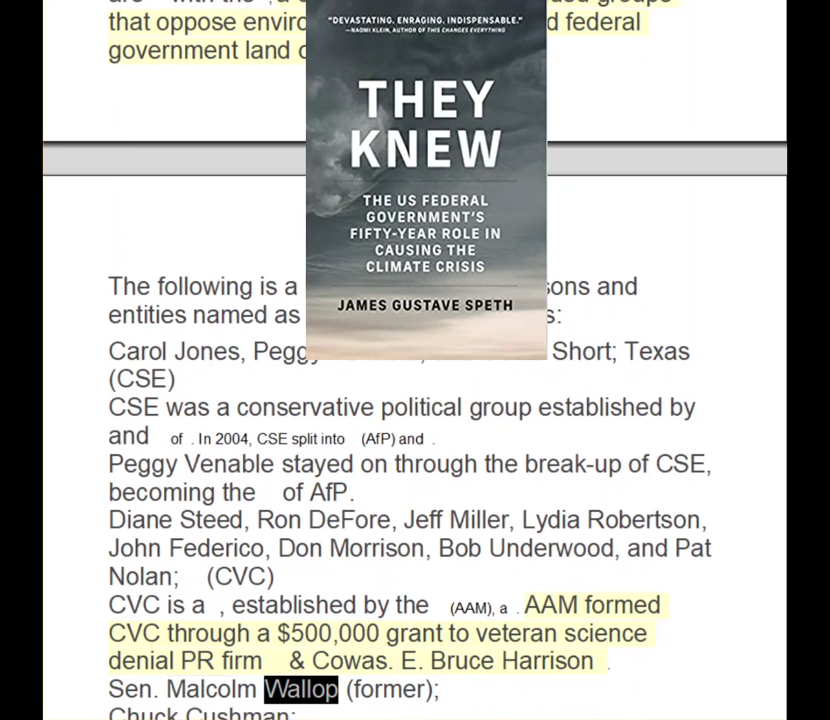 that oppose enviro
d federal
government land
"DEVASTATING. ENRAGING. INDISPENSABLE."
—NAOMI KLEIN, AUTHOR OF THIS CHANGES EVERYTHING
THEY
KNEW
THE US FEDERAL
GOVERNMENT'S
FIFTY-YEAR ROLE IN
CAUSING THE
CLIMATE CRISIS
JAMES GUSTAVE SPETH
The following is a
sons and
entities named as
s:
Carol Jones, Peggy
Short; Texas
(CSE)
CSE was a conservative political group established by
and of . In 2004, CSE split into (AfP) and .
Peggy Venable stayed on through the break-up of CSE,
becoming the of AfP.
Diane Steed, Ron DeFore, Jeff Miller, Lydia Robertson,
John Federico, Don Morrison, Bob Underwood, and Pat
Nolan; (CVC)
CVC is a , established by the (AAM), a . AAM formed
CVC through a $500,000 grant to veteran science
denial PR firm & Cowas. E. Bruce Harrison .
Sen. Malcolm Wallop (former);
Chuck Cushman;